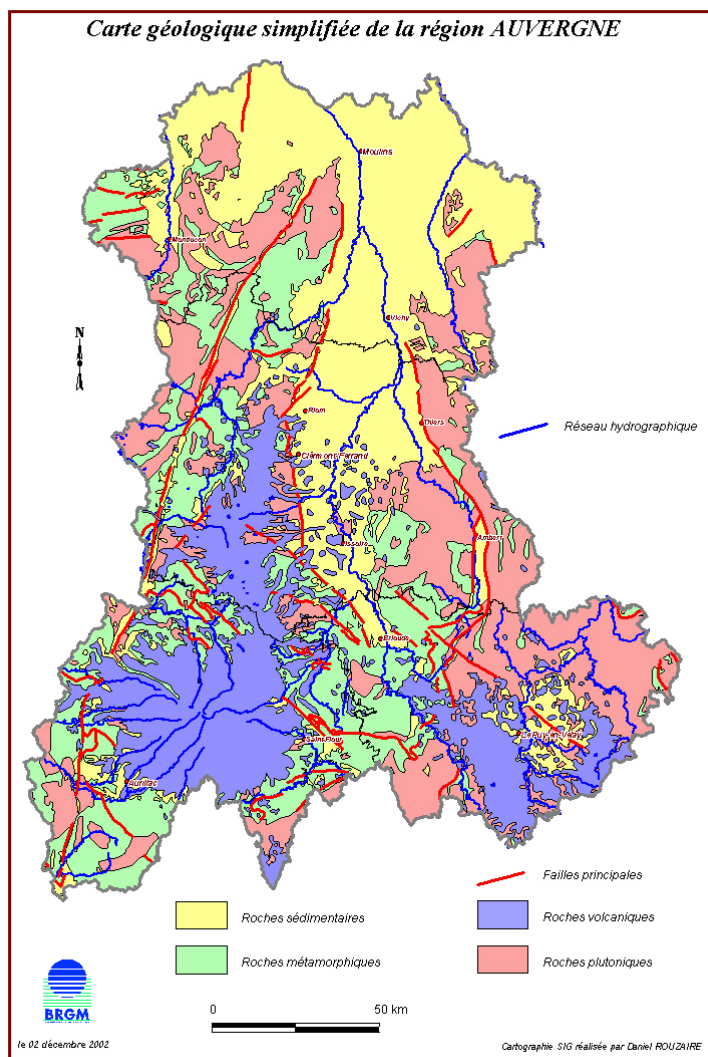 Carte géologique simplifiée de la région AUVERGNE
Moulins
Montluçon
Vichy
N
Riom
Thiers
Réseau hydrographique
Clérmont Ferrand
Issoire
Ambert
Brioude
Saint-Flour
Le Puy-en-Velay
Aurillac
Failles principales
Roches sédimentaires
Roches volcaniques
Roches métamorphiques
Roches plutoniques
BRGM
0
50 km
le 02 décembre 2002
Cartographie SIG réalisée par Daniel ROUZAIRE